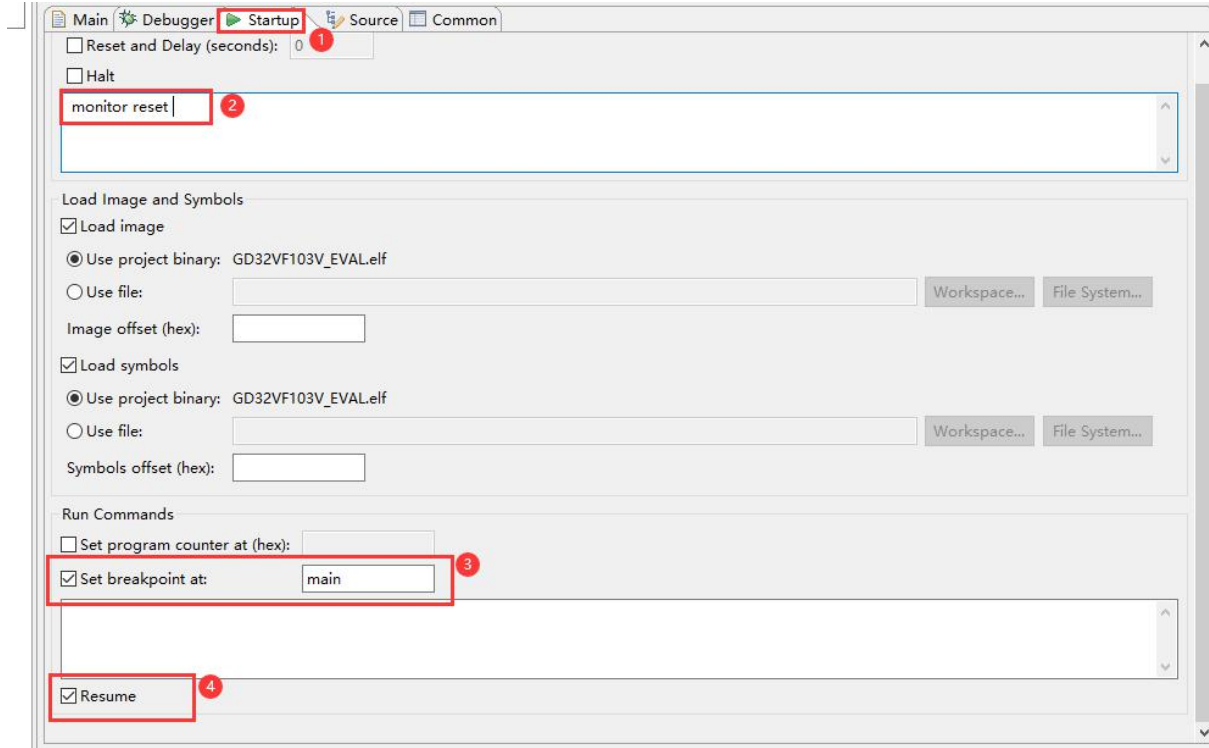 Main Debugger Startup Source Common
1
Reset and Delay (seconds): 0
Halt
monitor reset
2
Load Image and Symbols
Load image
Use project binary: GD32VF103V_EVAL.elf
Use file: Workspace... File System...
Image offset (hex):
Load symbols
Use project binary: GD32VF103V_EVAL.elf
Use file: Workspace... File System...
Symbols offset (hex):
Run Commands
Set program counter at (hex):
3
Set breakpoint at: main
4
Resume